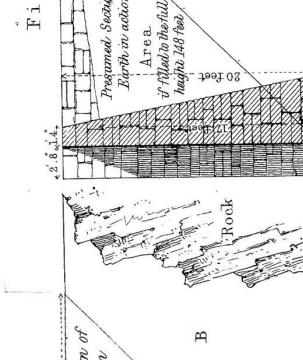 Fi
Presumed Secti
Earth in action
Area
if filled to the full
height 148 feet
20 feet
2.8.14.
Rock
B
n of
n